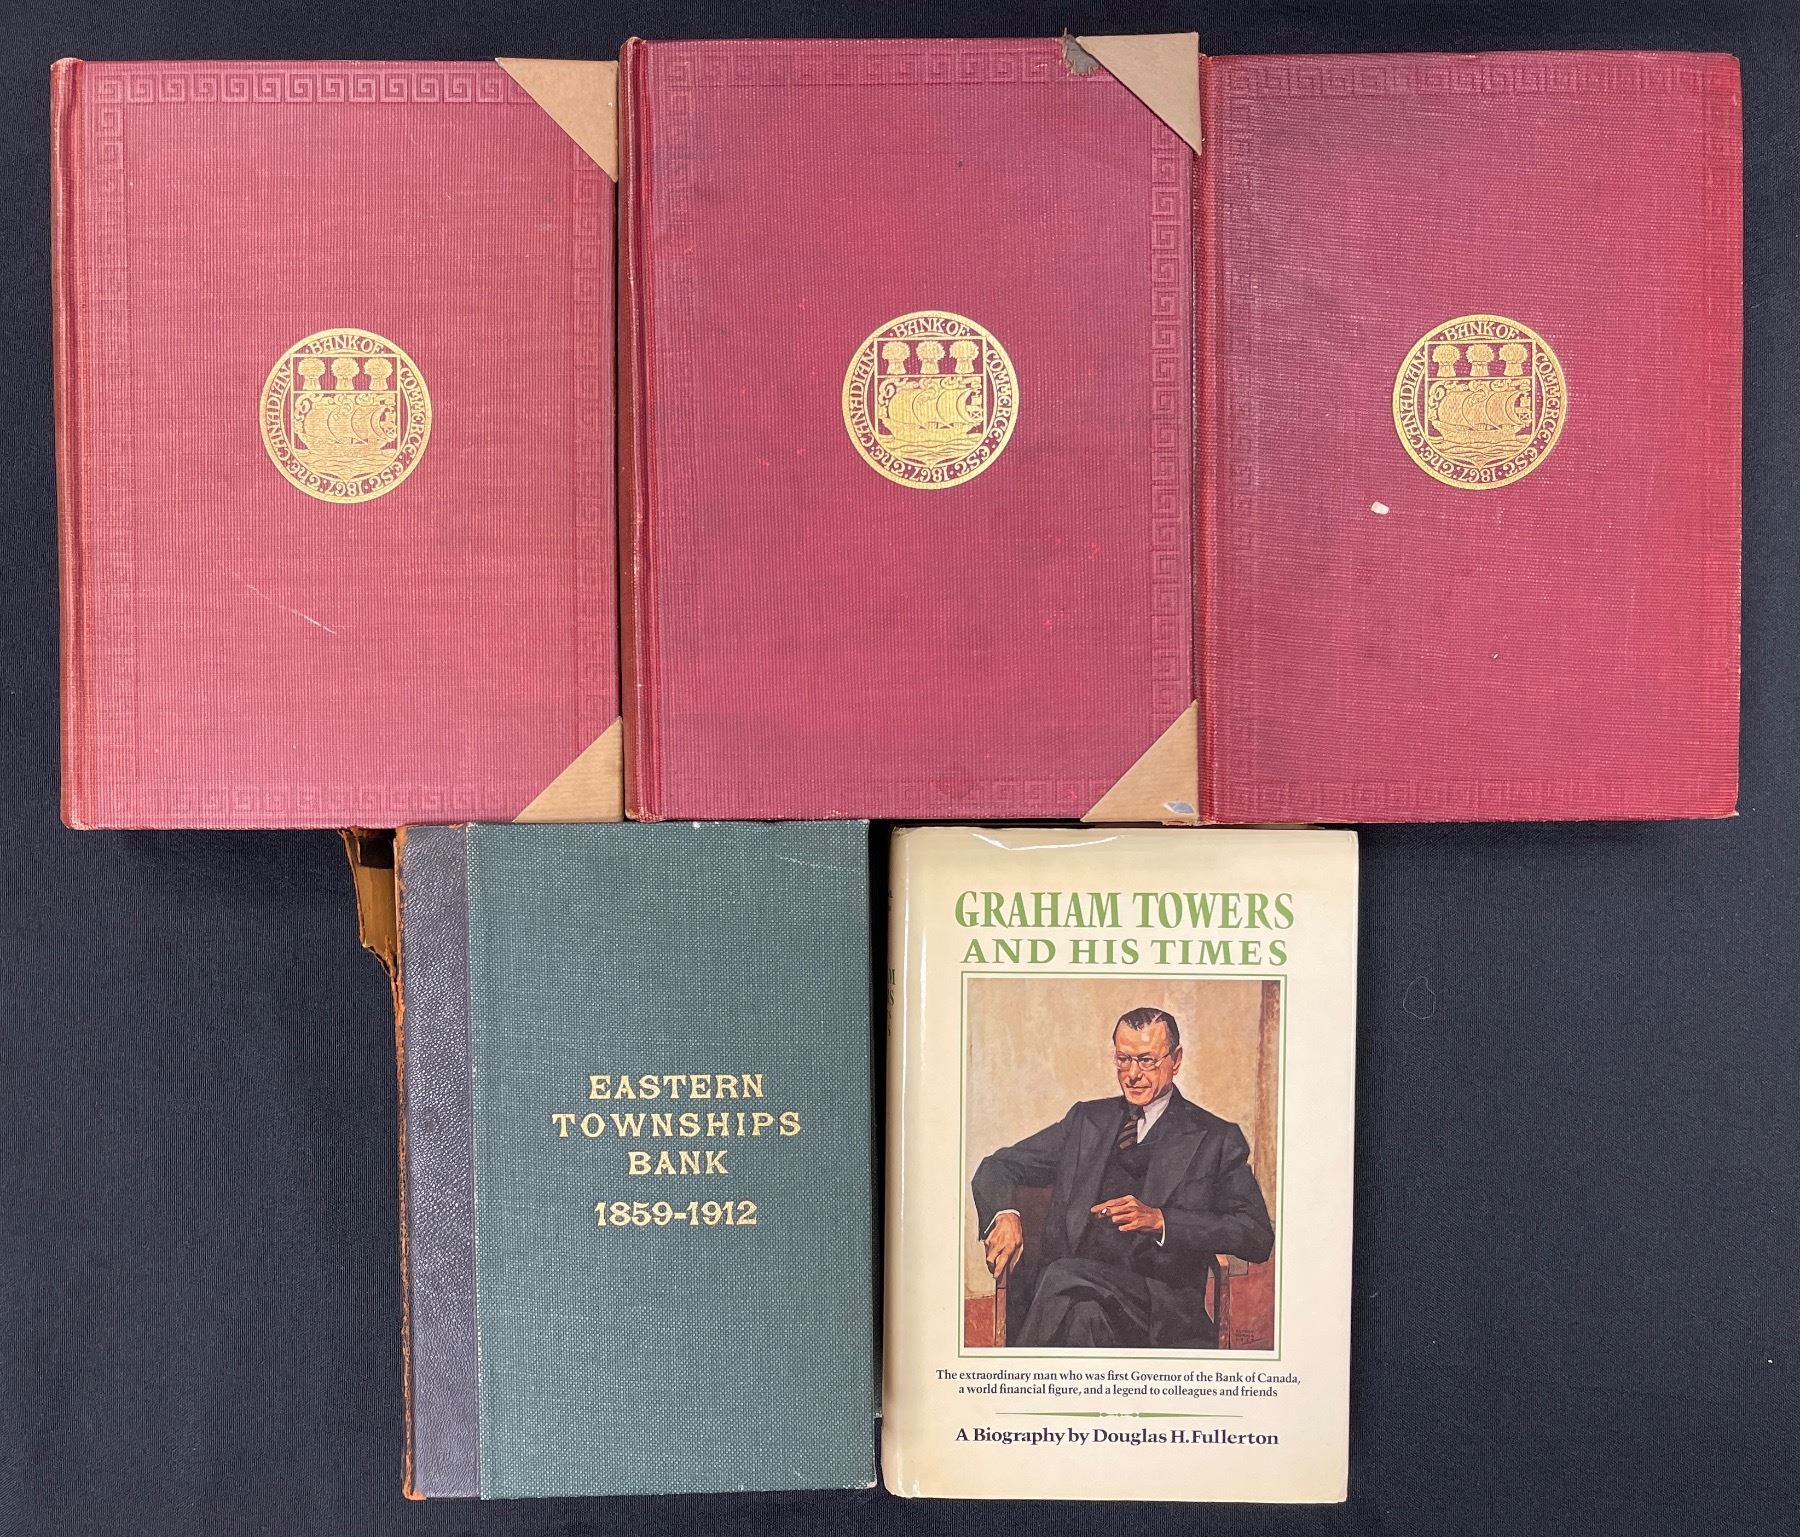 THE · CANADIAN · BANK · OF · COMMERCE · EST · 1867 ·
THE · CANADIAN · BANK · OF · COMMERCE · EST · 1867 ·
THE · CANADIAN · BANK · OF · COMMERCE · EST · 1867 ·
EASTERN
TOWNSHIPS
BANK
1859-1912
GRAHAM TOWERS
AND HIS TIMES
The extraordinary man who was first Governor of the Bank of Canada,
a world financial figure, and a legend to colleagues and friends
A Biography by Douglas H. Fullerton